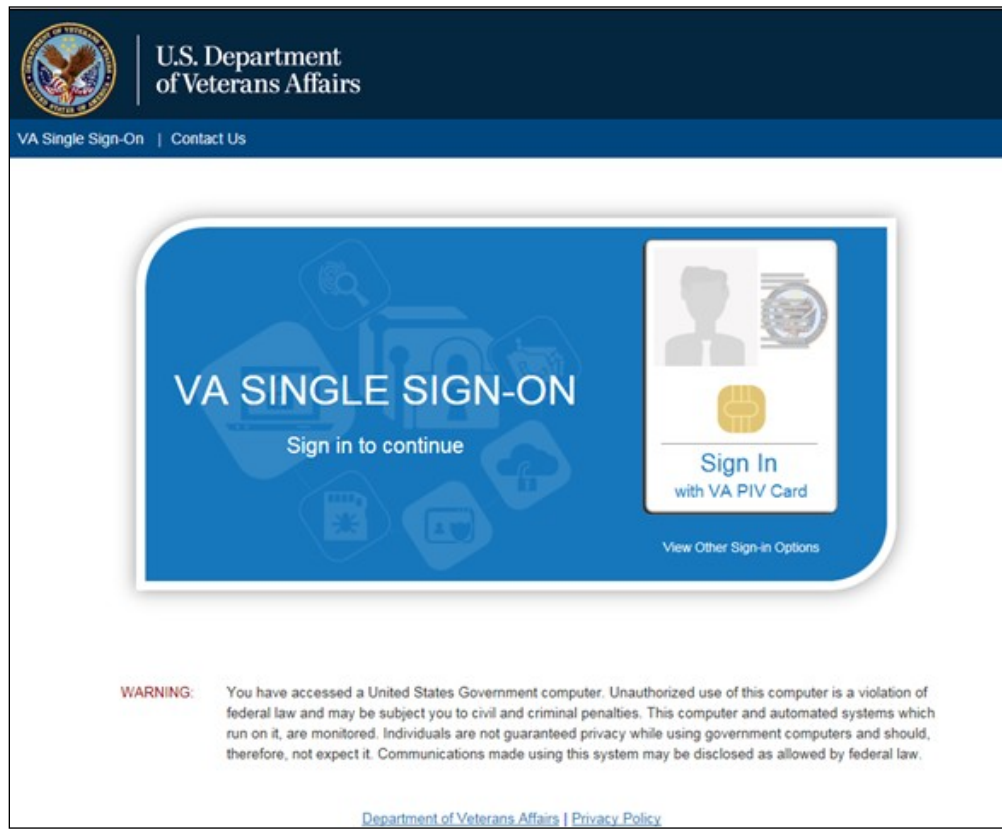 U.S. Department
of Veterans Affairs
VA Single Sign-On | Contact Us
VA SINGLE SIGN-ON
Sign in to continue
Sign In
with VA PIV Card
View Other Sign-in Options
WARNING: You have accessed a United States Government computer. Unauthorized use of this computer is a violation of
federal law and may be subject you to civil and criminal penalties. This computer and automated systems which
run on it, are monitored. Individuals are not guaranteed privacy while using government computers and should,
therefore, not expect it. Communications made using this system may be disclosed as allowed by federal law.
Department of Veterans Affairs | Privacy Policy